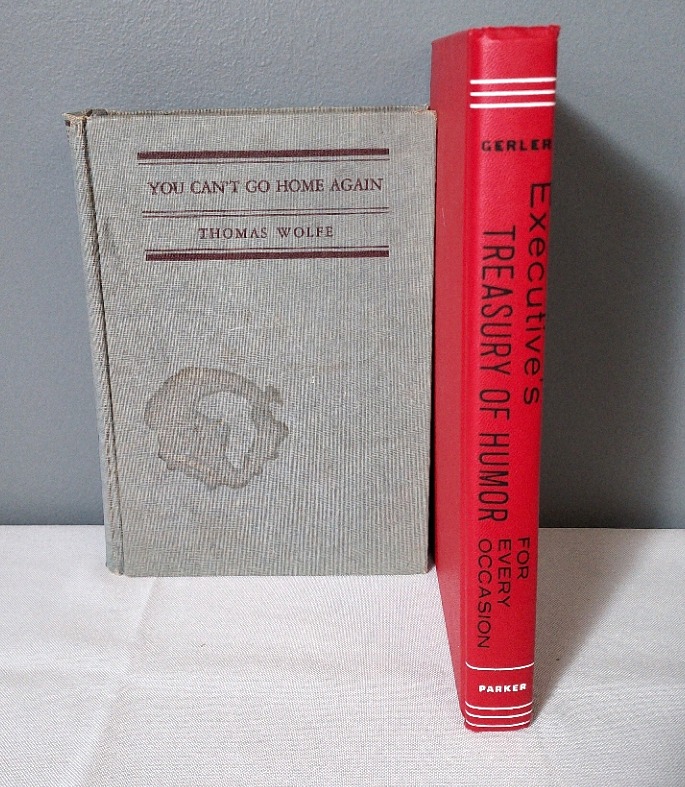 YOU CAN'T GO HOME AGAIN
THOMAS WOLFE
GERLER
Executive's
TREASURY OF HUMOR
FOR
EVERY
OCCASION
PARKER